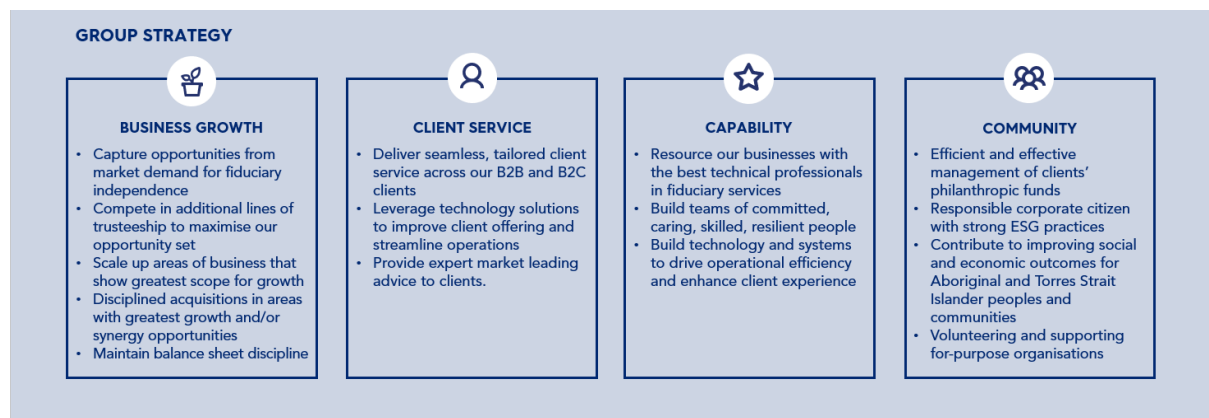 GROUP STRATEGY
BUSINESS GROWTH
• Capture opportunities from
market demand for fiduciary
independence
• Compete in additional lines of
trusteeship to maximise our
opportunity set
• Scale up areas of business that
show greatest scope for growth
• Disciplined acquisitions in areas
with greatest growth and/or
synergy opportunities
• Maintain balance sheet discipline
CLIENT SERVICE
• Deliver seamless, tailored client
service across our B2B and B2C
clients
• Leverage technology solutions
to improve client offering and
streamline operations
• Provide expert market leading
advice to clients.
CAPABILITY
• Resource our businesses with
the best technical professionals
in fiduciary services
• Build teams of committed,
caring, skilled, resilient people
• Build technology and systems
to drive operational efficiency
and enhance client experience
COMMUNITY
• Efficient and effective
management of clients’
philanthropic funds
• Responsible corporate citizen
with strong ESG practices
• Contribute to improving social
and economic outcomes for
Aboriginal and Torres Strait
Islander peoples and
communities
• Volunteering and supporting
for-purpose organisations